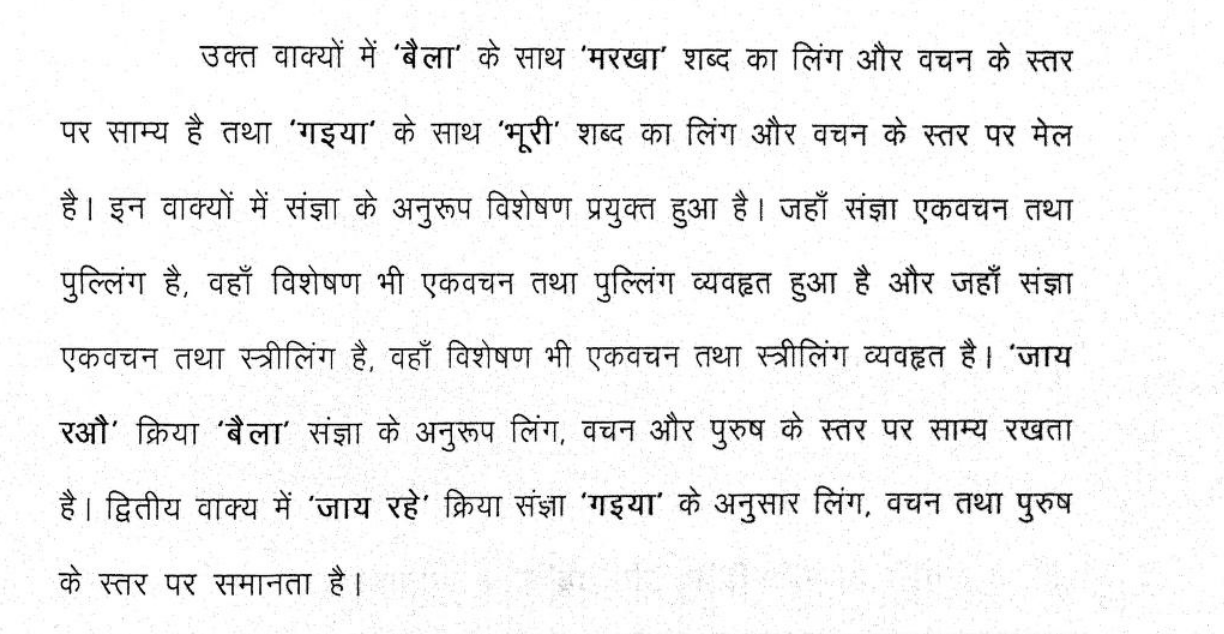 उक्त वाक्यों में ‘बैला’ के साथ ‘मरखा’ शब्द का लिंग और वचन के स्तर
पर साम्य है तथा ‘गइया’ के साथ ‘भूरी’ शब्द का लिंग और वचन के स्तर पर मेल
है। इन वाक्यों में संज्ञा के अनुरूप विशेषण प्रयुक्त हुआ है। जहाँ संज्ञा एकवचन तथा
पुल्लिंग है, वहाँ विशेषण भी एकवचन तथा पुल्लिंग व्यवहृत हुआ है और जहाँ संज्ञा
एकवचन तथा स्त्रीलिंग है, वहाँ विशेषण भी एकवचन तथा स्त्रीलिंग व्यवहृत है। ‘जाय
रऔ’ क्रिया ‘बैला’ संज्ञा के अनुरूप लिंग, वचन और पुरुष के स्तर पर साम्य रखता
है। द्वितीय वाक्य में ‘जाय रहे’ क्रिया संज्ञा ‘गइया’ के अनुसार लिंग, वचन तथा पुरुष
के स्तर पर समानता है।